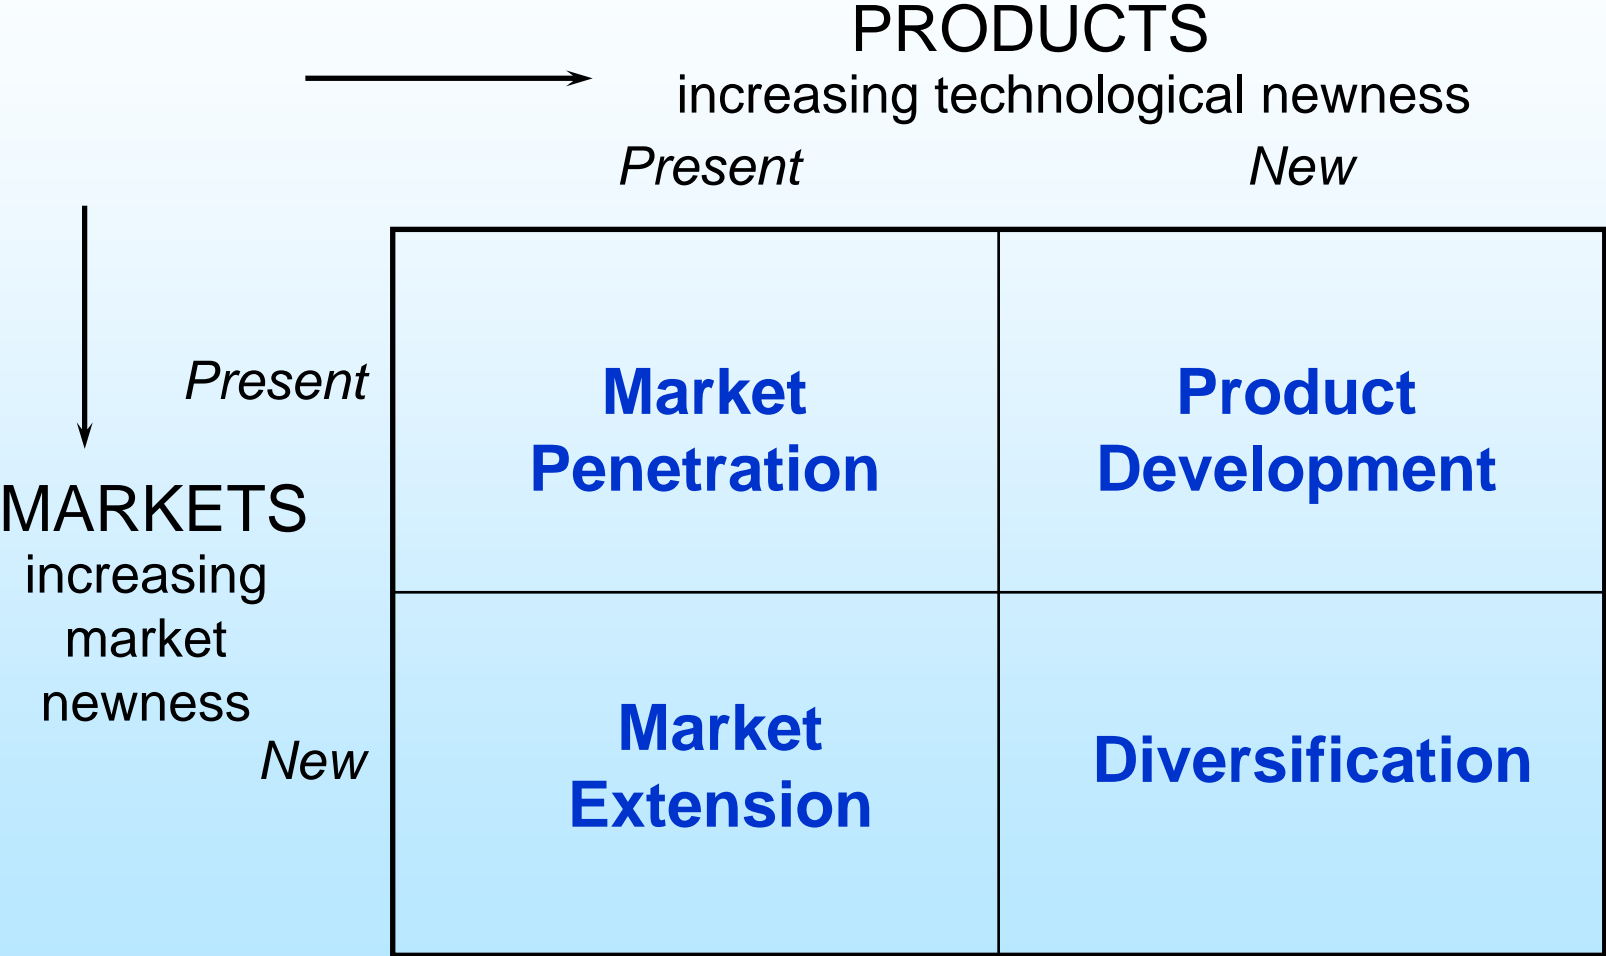 PRODUCTS
increasing technological newness
Present New
Present
Market
Penetration
Product
Development
MARKETS
increasing
market
newness
New
Market
Extension
Diversification